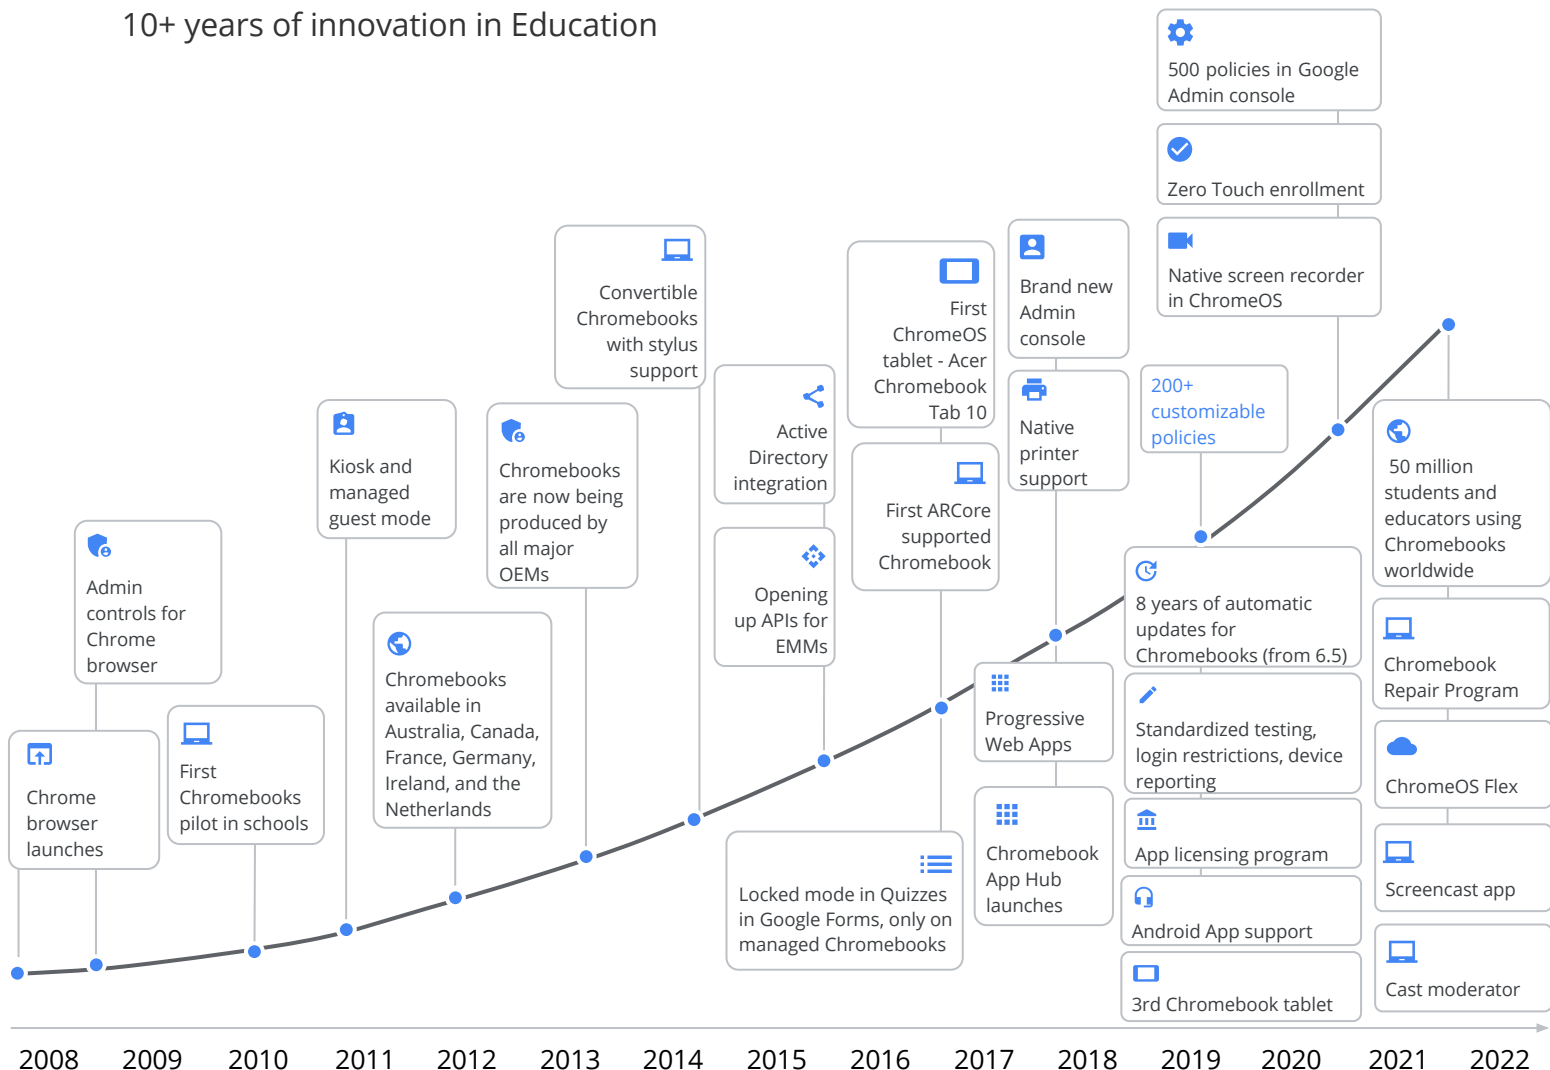 10+ years of innovation in Education
500 policies in Google
Admin console
Zero Touch enrollment
Native screen recorder
in ChromeOS
Convertible
Chromebooks
with stylus
support
First
ChromeOS
tablet - Acer
Chromebook
Tab 10
Brand new
Admin
console
Active
Directory
integration
Native
printer
support
200+
customizable
policies
Kiosk and
managed
guest mode
Chromebooks
are now being
produced by
all major
OEMs
First ARCore
supported
Chromebook
50 million
students and
educators using
Chromebooks
worldwide
Admin
controls for
Chrome
browser
Opening
up APIs for
EMMs
8 years of automatic
updates for
Chromebooks (from 6.5)
Chromebooks
available in
Australia, Canada,
France, Germany,
Ireland, and the
Netherlands
Chromebook
Repair Program
Progressive
Web Apps
Standardized testing,
login restrictions, device
reporting
Chrome
browser
launches
First
Chromebooks
pilot in schools
ChromeOS Flex
Chromebook
App Hub
launches
App licensing program
Locked mode in Quizzes
in Google Forms, only on
managed Chromebooks
Screencast app
Android App support
Cast moderator
3rd Chromebook tablet
2008 2009 2010 2011 2012 2013 2014 2015 2016 2017 2018 2019 2020 2021 2022